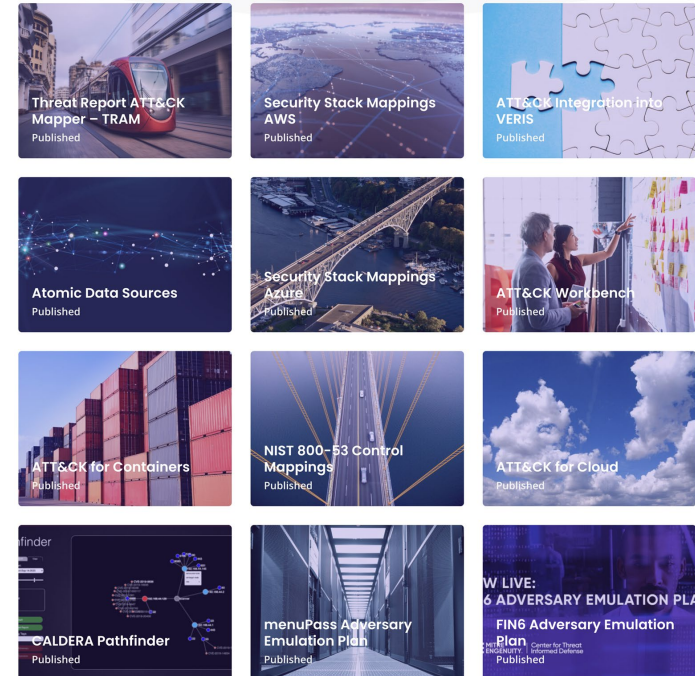 Threat Report ATT&CK
Mapper – TRAM
Published
Security Stack Mappings
AWS
Published
ATT&CK Integration into
VERIS
Published
Atomic Data Sources
Published
Security Stack Mappings
Azure
Published
ATT&CK Workbench
Published
ATT&CK for Containers
Published
NIST 800-53 Control
Mappings
Published
ATT&CK for Cloud
Published
finder
CALDERA Pathfinder
Published
menuPass Adversary
Emulation Plan
Published
W LIVE:
6 ADVERSARY EMULATION PLA
FIN6 Adversary Emulation
Plan
MITRE
ENGENUITY
Center for Threat
Informed Defense
Published